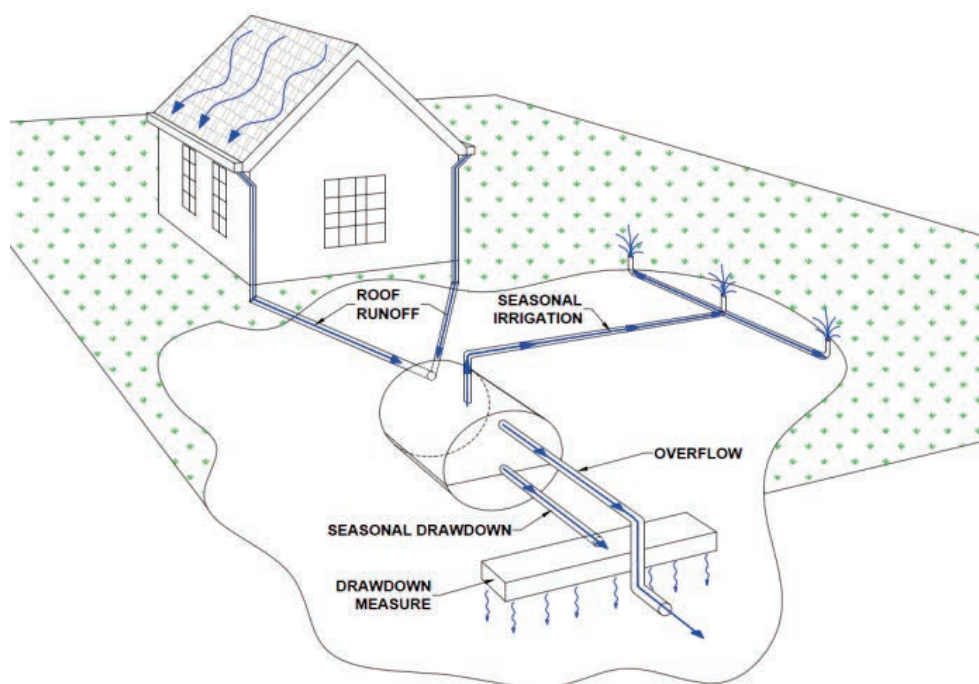 ROOF
RUNOFF
SEASONAL
IRRIGATION
OVERFLOW
SEASONAL DRAWDOWN
DRAWDOWN
MEASURE